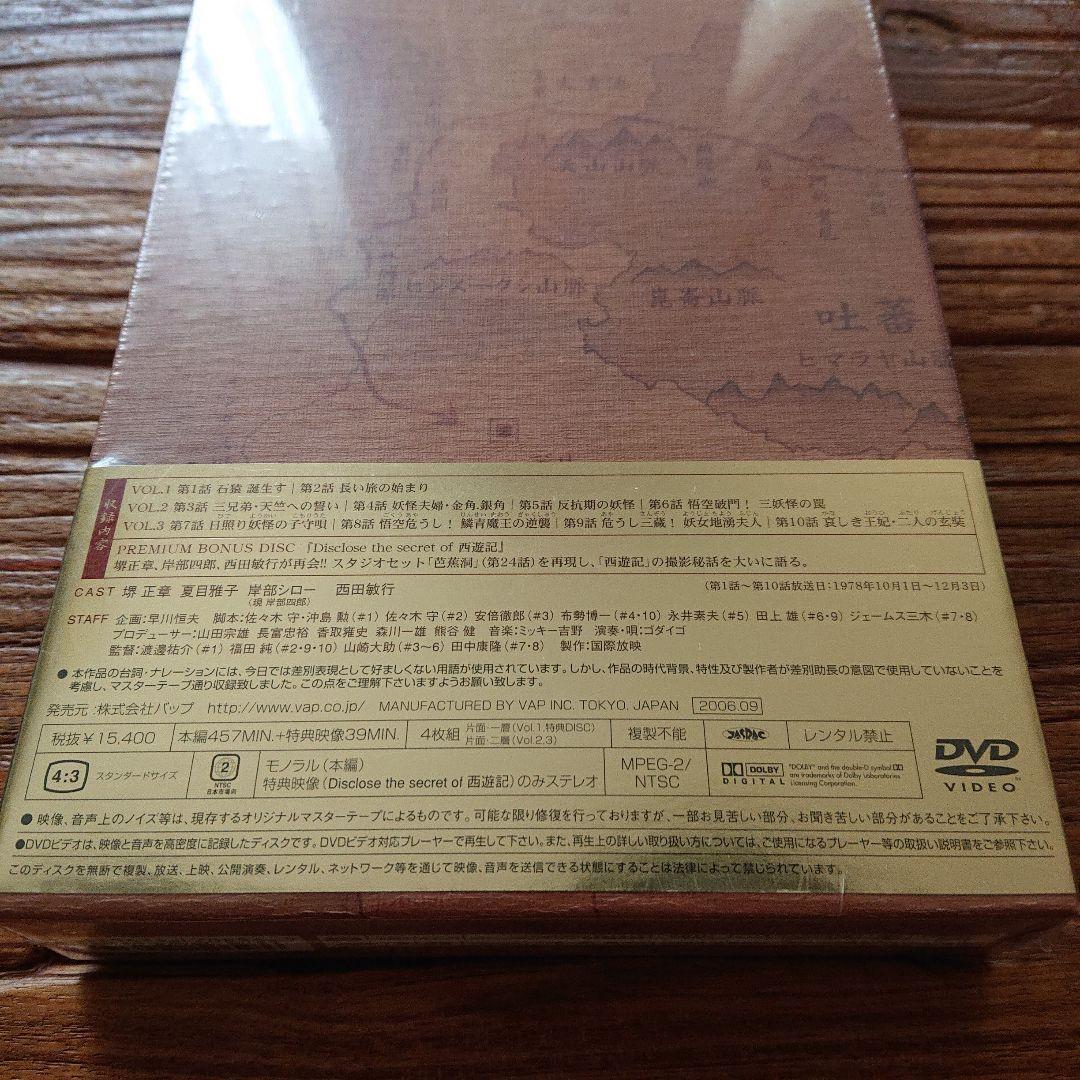 ヒンズークシ山脈
崑崙山脈
吐蕃
ヒマラヤ山脈
収録内容
VOL.1 第1話 石猿 誕生す｜第2話 長い旅の始まり
VOL.2 第3話 三兄弟・天竺への誓い｜第4話 妖怪夫婦・金角、銀角｜第5話 反抗期の妖怪｜第6話 悟空破門！ 三妖怪の罠
VOL.3 第7話 日照り妖怪の子守唄｜第8話 悟空危うし！ 鱗青魔王の逆襲｜第9話 危うし三蔵！ 妖女地湧夫人｜第10話 哀しき王妃・二人の玄奘
PREMIUM BONUS DISC 『Disclose the secret of 西遊記』
堺正章、岸部四郎、西田敏行が再会!! スタジオセット「芭蕉洞」（第24話）を再現し、「西遊記」の撮影秘話を大いに語る。
CAST 堺 正章 夏目雅子 岸部シロー 西田敏行 （第1話〜第10話放送日：1978年10月1日〜12月3日）
（現 岸部四郎）
STAFF 企画：早川恒夫 脚本：佐々木 守・沖島 勲（#1） 佐々木 守（#2） 安倍徹郎（#3） 布勢博一（#4・10） 永井素夫（#5） 田上 雄（#6・9） ジェームス三木（#7・8）
プロデューサー：山田宗雄 長富忠裕 香取雍史 森川一雄 熊谷 健 音楽：ミッキー吉野 演奏・唄：ゴダイゴ
監督：渡邊祐介（#1） 福田 純（#2・9・10） 山崎大助（#3〜6） 田中康隆（#7・8） 製作：国際放映
●本作品の台詞・ナレーションには、今日では差別表現として好ましくない用語が使用されています。しかし、作品の時代背景、特性及び製作者が差別助長の意図で使用していないことを
考慮し、マスターテープ通り収録致しました。この点をご理解下さいますようお願い致します。
発売元：株式会社バップ http://www.vap.co.jp/ MANUFACTURED BY VAP INC. TOKYO. JAPAN 2006.09
税抜￥15,400 本編457MIN.+特典映像39MIN. 4枚組 片面・一層（Vol.1、特典DISC） 片面・二層（Vol.2、3） 複製不能 JASRAC レンタル禁止
4:3 スタンダードサイズ 2 NTSC 日本市場向 モノラル（本編） 特典映像（Disclose the secret of 西遊記）のみステレオ MPEG-2/NTSC DOLBY DIGITAL "DOLBY" and the double-D symbol are trademarks of Dolby Laboratories Licensing Corporation.
DVD VIDEO
●映像、音声上のノイズ等は、現存するオリジナルマスターテープによるものです。可能な限り修復を行っておりますが、一部お見苦しい部分、お聞き苦しい部分があることをご了承下さい。
●DVDビデオは、映像と音声を高密度に記録したディスクです。DVDビデオ対応プレーヤーで再生して下さい。また、再生上の詳しい取り扱い方については、ご使用になるプレーヤー等の取扱い説明書をご参照下さい。
このディスクを無断で複製、放送、上映、公開演奏、レンタル、ネットワーク等を通じて映像、音声を送信できる状態にすることは法律によって禁じられています。